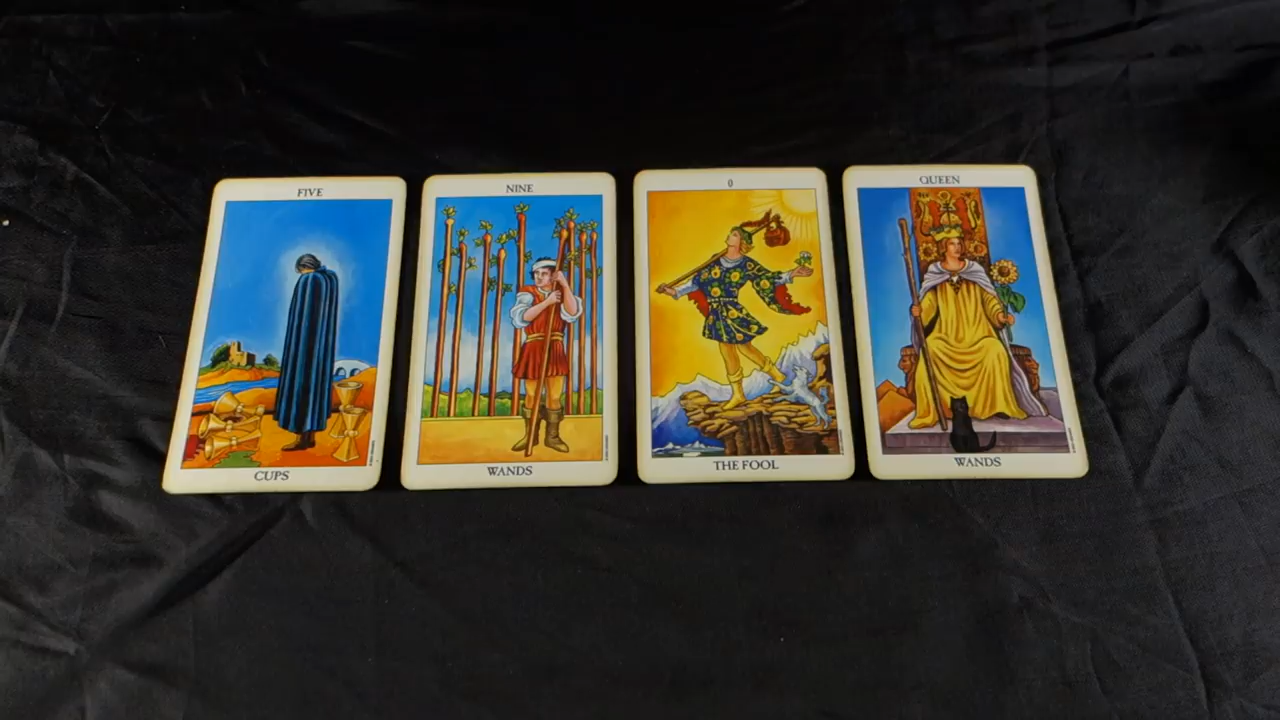 FIVE
CUPS
NINE
WANDS
0
THE FOOL
QUEEN
WANDS